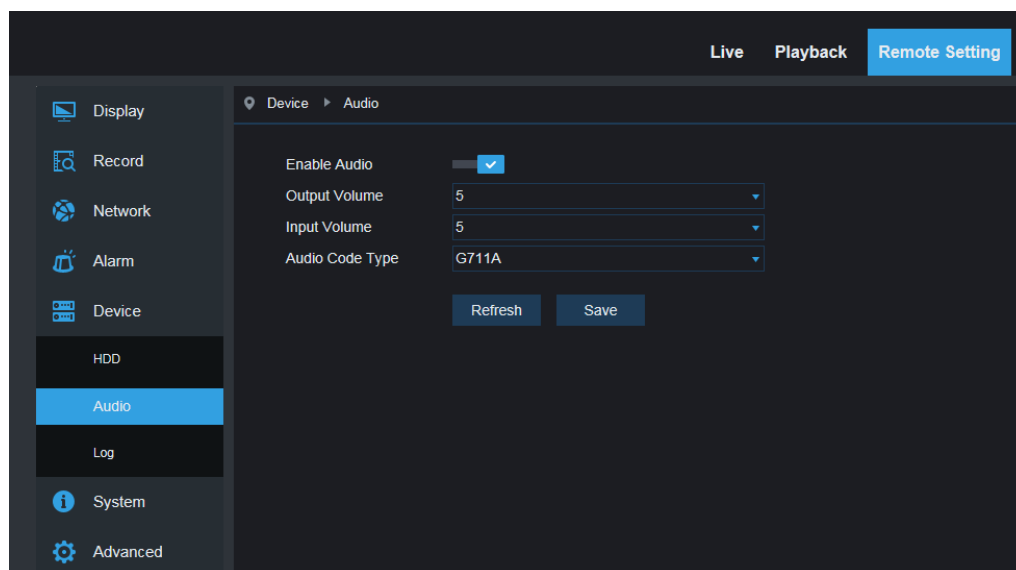 Live Playback Remote Setting
Display
Record
Network
Alarm
Device
HDD
Audio
Log
System
Advanced
Device Audio
Enable Audio
Output Volume 5
Input Volume 5
Audio Code Type G711A
Refresh Save